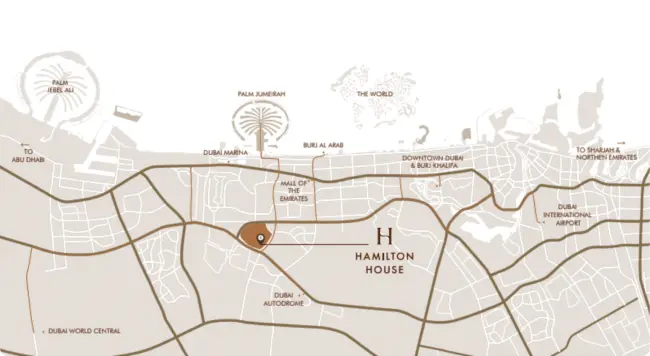 PALM
JEBEL ALI
PALM JUMEIRAH
THE WORLD
TO
ABU DHABI
DUBAI MARINA
BURJ AL ARAB
DOWNTOWN DUBAI
& BURJ KHALIFA
TO SHARJAH &
NORTHEN EMIRATES
MALL OF
THE
EMIRATES
DUBAI
INTERNATIONAL
AIRPORT
H
HAMILTON
HOUSE
DUBAI
AUTODROME
DUBAI WORLD CENTRAL